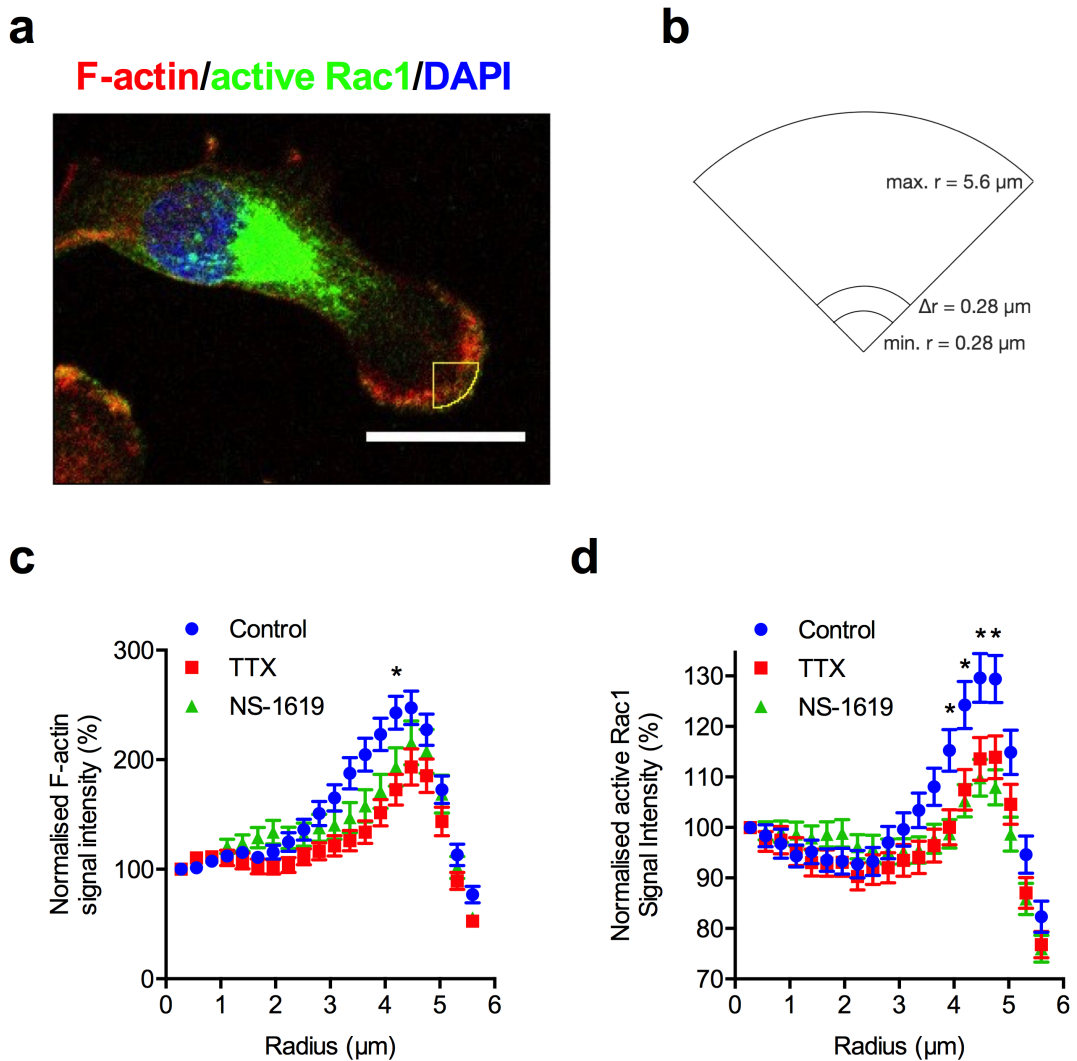 a
F-actin/active Rac1/DAPI
b
max. r = 5.6 µm
Δr = 0.28 µm
min. r = 0.28 µm
c
Control
TTX
NS-1619
*
Normalised F-actin
signal intensity (%)
300
200
100
0
0 1 2 3 4 5 6
Radius (µm)
d
Control
TTX
NS-1619
* * * *
Normalised active Rac1
Signal Intensity (%)
130
120
110
100
90
80
70
0 1 2 3 4 5 6
Radius (µm)